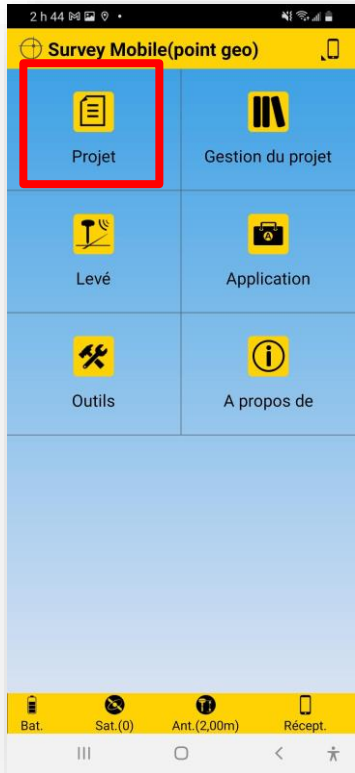 2 h 44
Survey Mobile(point geo)
Projet
Gestion du projet
Levé
Application
Outils
A propos de
Bat.
Sat.(0)
Ant.(2,00m)
Récept.